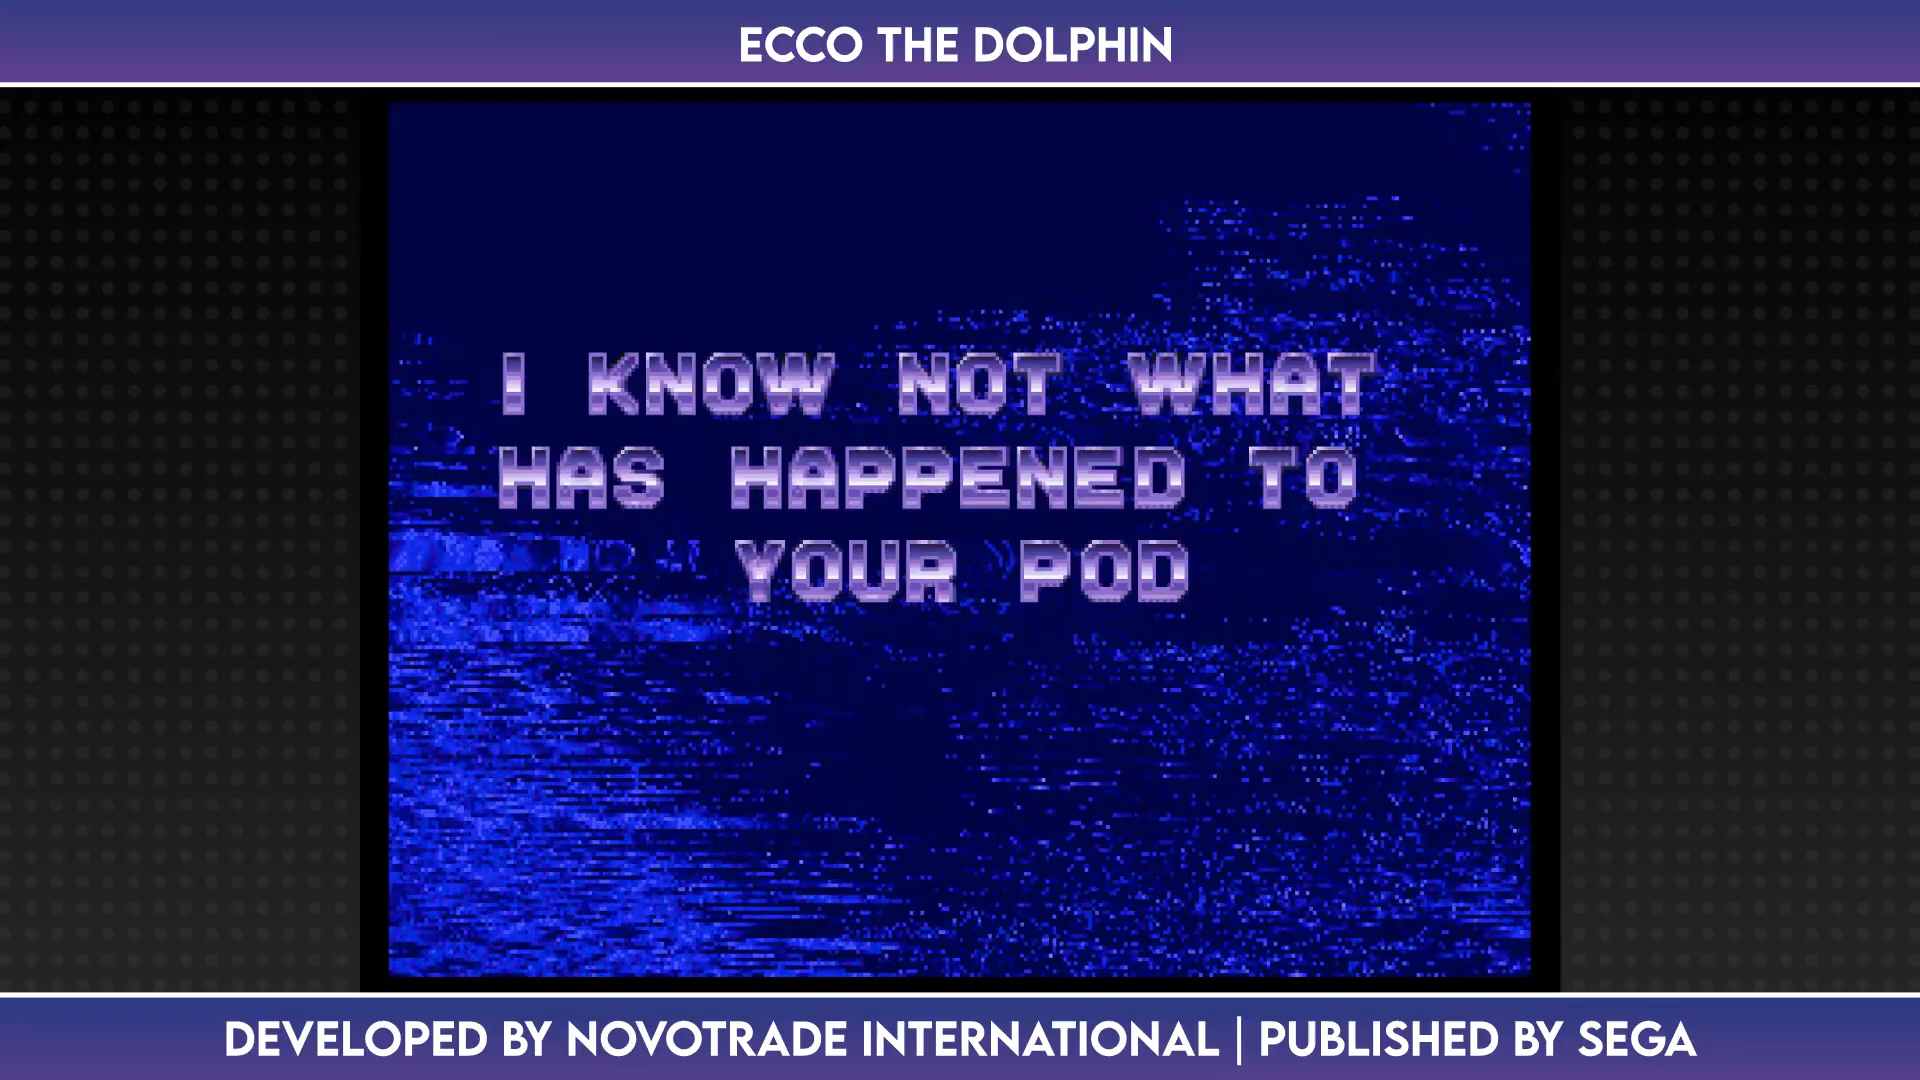 ECCO THE DOLPHIN
I KNOW NOT WHAT
HAS HAPPENED TO
YOUR POD
DEVELOPED BY NOVOTRADE INTERNATIONAL | PUBLISHED BY SEGA